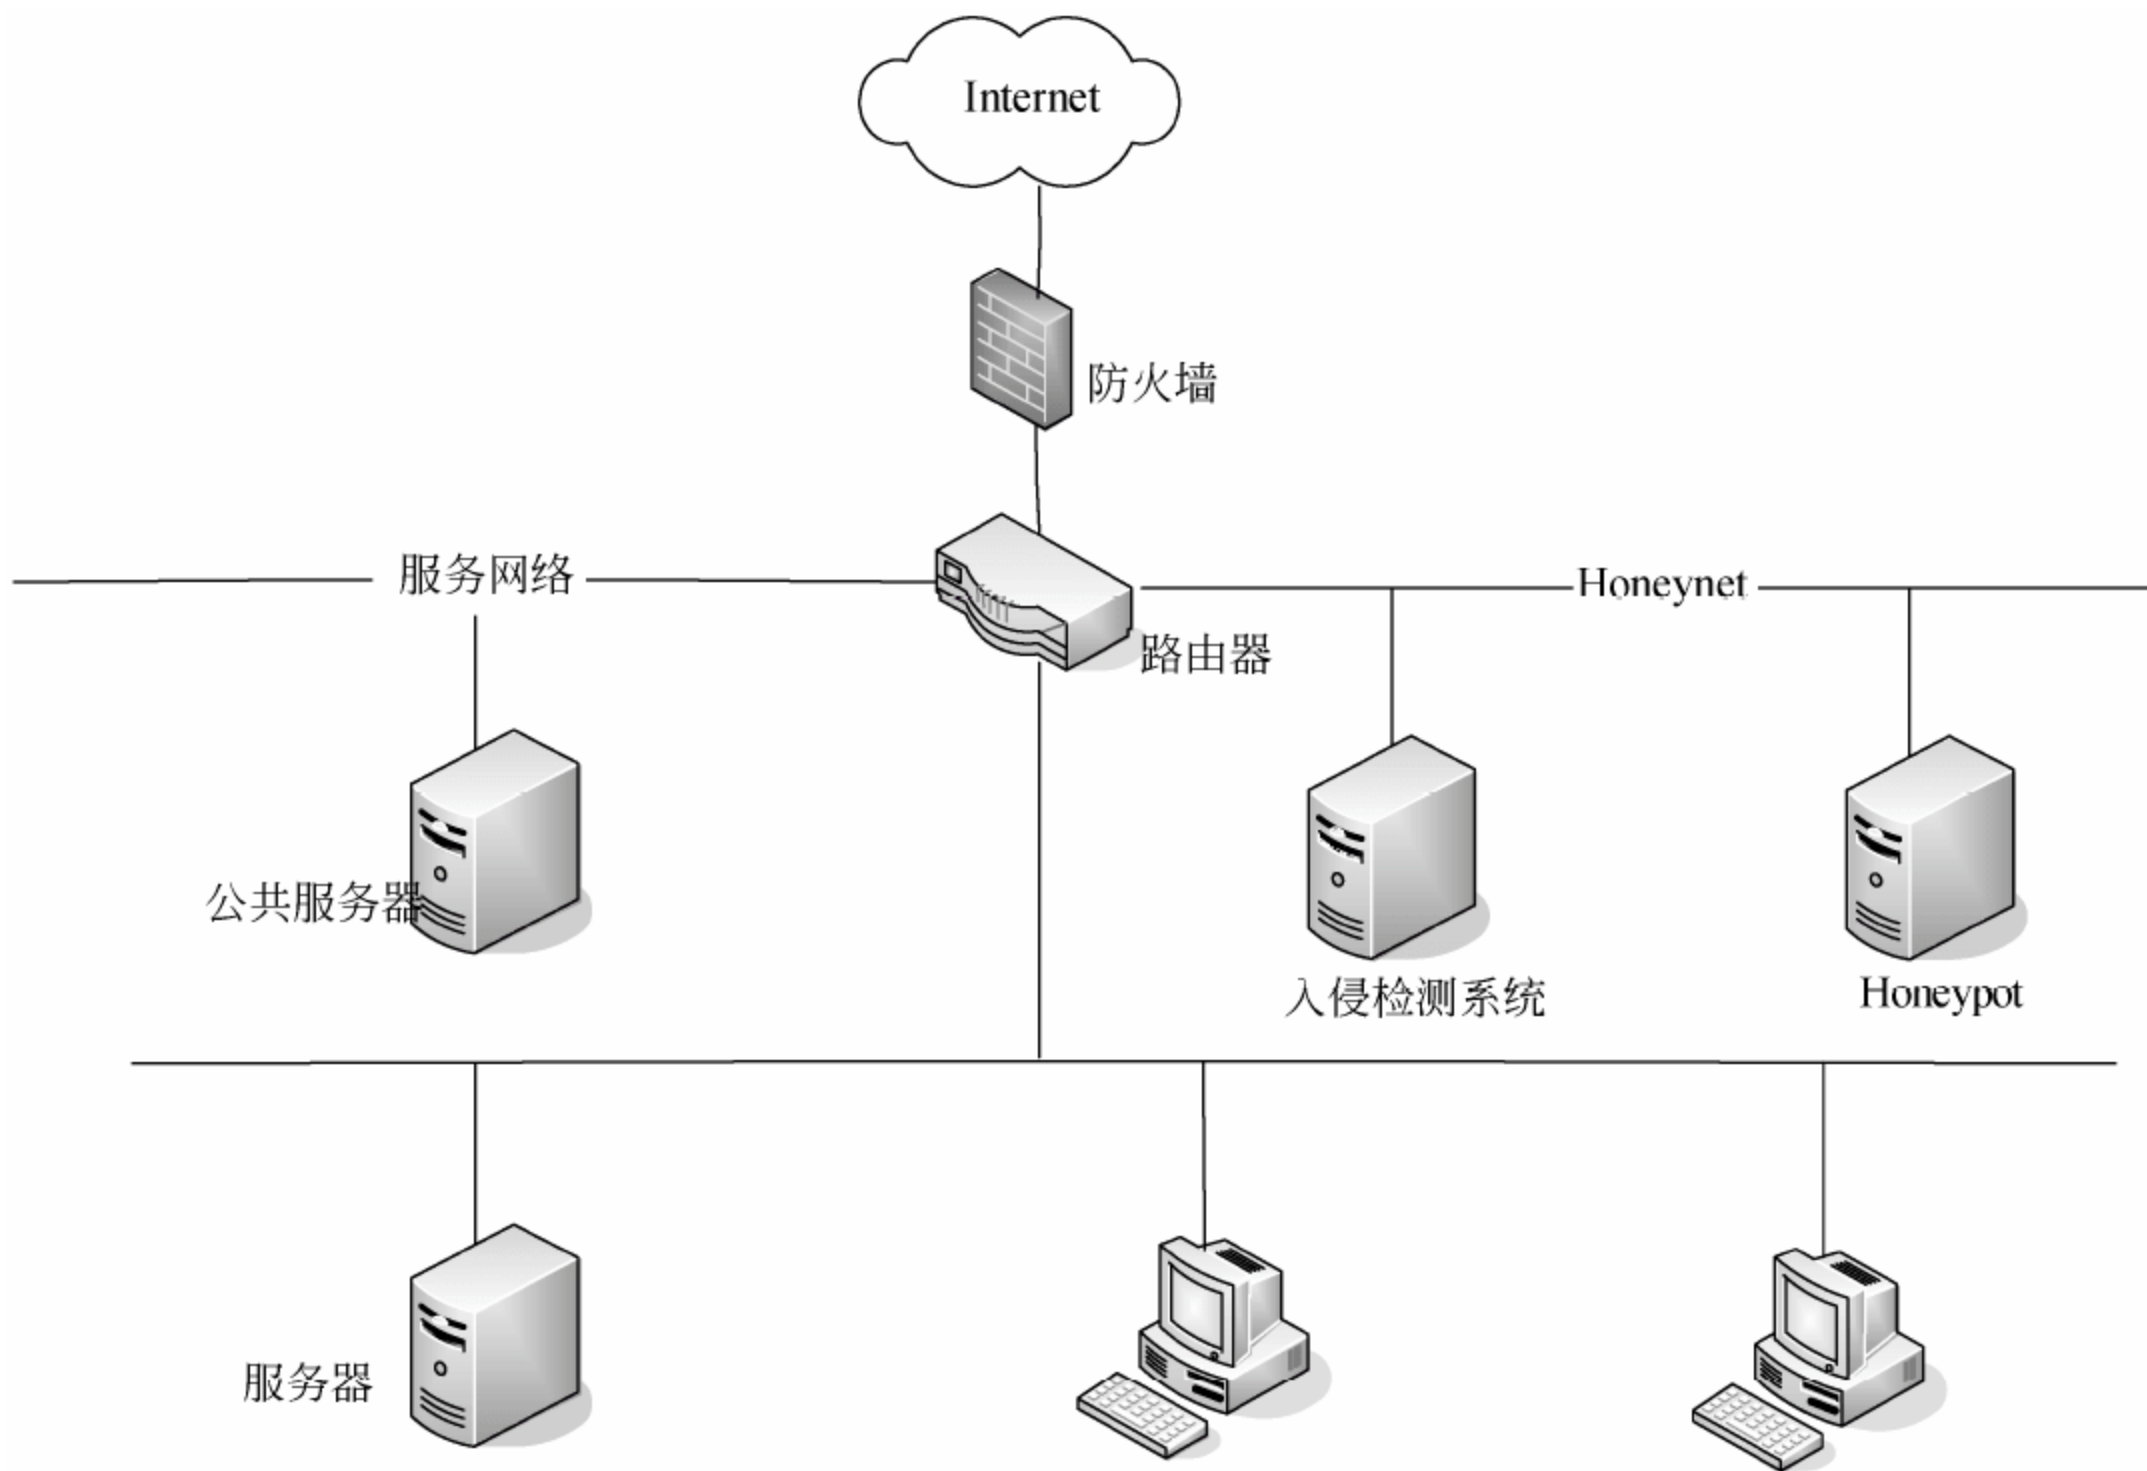 Internet
防火墙
服务网络
Honeynet
路由器
公共服务器
入侵检测系统
Honeypot
服务器